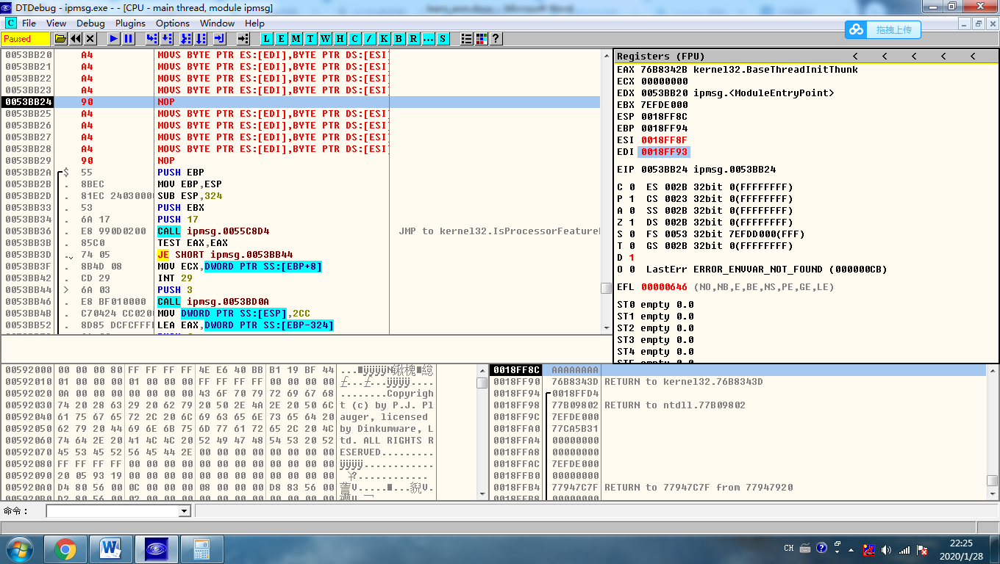 DTDebug - ipmsg.exe - - [CPU - main thread, module ipmsg]
C File View Debug Plugins Options Window Help
拖拽上传
Paused L E M T W H C / K B R ... S ?
0053BB20 A4 MOVS BYTE PTR ES:[EDI],BYTE PTR DS:[ESI]
0053BB21 A4 MOVS BYTE PTR ES:[EDI],BYTE PTR DS:[ESI]
0053BB22 A4 MOVS BYTE PTR ES:[EDI],BYTE PTR DS:[ESI]
0053BB23 A4 MOVS BYTE PTR ES:[EDI],BYTE PTR DS:[ESI]
0053BB24 90 NOP
0053BB25 A4 MOVS BYTE PTR ES:[EDI],BYTE PTR DS:[ESI]
0053BB26 A4 MOVS BYTE PTR ES:[EDI],BYTE PTR DS:[ESI]
0053BB27 A4 MOVS BYTE PTR ES:[EDI],BYTE PTR DS:[ESI]
0053BB28 A4 MOVS BYTE PTR ES:[EDI],BYTE PTR DS:[ESI]
0053BB29 90 NOP
0053BB2A $ 55 PUSH EBP
0053BB2B . 8BEC MOV EBP,ESP
0053BB2D . 81EC 24030000 SUB ESP,324
0053BB33 . 53 PUSH EBX
0053BB34 . 6A 17 PUSH 17
0053BB36 . E8 990D0200 CALL ipmsg.0055C8D4 JMP to kernel32.IsProcessorFeature
0053BB3B . 85C0 TEST EAX,EAX
0053BB3D . 74 05 JE SHORT ipmsg.0053BB44
0053BB3F . 8B4D 08 MOV ECX,DWORD PTR SS:[EBP+8]
0053BB42 . CD 29 INT 29
0053BB44 > 6A 03 PUSH 3
0053BB46 . E8 BF010000 CALL ipmsg.0053BD0A
0053BB4B . C70424 CC020 MOV DWORD PTR SS:[ESP],2CC
0053BB52 . 8D85 DCFCFFF LEA EAX,DWORD PTR SS:[EBP-324]
Registers (FPU) < < < < <
EAX 76B8342B kernel32.BaseThreadInitThunk
ECX 00000000
EDX 0053BB20 ipmsg.<ModuleEntryPoint>
EBX 7EFDE000
ESP 0018FF8C
EBP 0018FF94
ESI 0018FF8F
EDI 0018FF93
EIP 0053BB24 ipmsg.0053BB24
C 0 ES 002B 32bit 0(FFFFFFFF)
P 1 CS 0023 32bit 0(FFFFFFFF)
A 0 SS 002B 32bit 0(FFFFFFFF)
Z 1 DS 002B 32bit 0(FFFFFFFF)
S 0 FS 0053 32bit 7EFDD000(FFF)
T 0 GS 002B 32bit 0(FFFFFFFF)
D 1
O 0 LastErr ERROR_ENVVAR_NOT_FOUND (000000CB)
EFL 00000646 (NO,NB,E,BE,NS,PE,GE,LE)
ST0 empty 0.0
ST1 empty 0.0
ST2 empty 0.0
ST3 empty 0.0
ST4 empty 0.0
ST5 empty 0.0
00592000 00 00 00 80 FF FF FF FF 4E E6 40 BB B1 19 BF 44
00592010 01 00 00 00 01 00 00 00 FF FF FF FF 00 00 00 00
00592020 0A 00 00 00 00 00 00 00 43 6F 70 79 72 69 67 68 ........Copyrigh
00592030 74 20 28 63 29 20 62 79 20 50 2E 4A 2E 20 50 6C t (c) by P.J. Pl
00592040 61 75 67 65 72 2C 20 6C 69 63 65 6E 73 65 64 20 auger, licensed
00592050 62 79 20 44 69 6E 6B 75 6D 77 61 72 65 2C 20 4C by Dinkumware, L
00592060 74 64 2E 20 41 4C 4C 20 52 49 47 48 54 53 20 52 td. ALL RIGHTS R
00592070 45 53 45 52 56 45 44 2E 00 00 00 00 00 00 00 00 ESERVED.........
00592080 FF FF FF FF 00 00 00 00 00 00 00 00 00 00 00 00 ÿÿÿÿ............
00592090 20 05 93 19 00 00 00 00 00 00 00 00 00 00 00 00
005920A0 D4 80 56 00 0C 00 00 00 08 00 00 00 D8 83 56 00
005920B0 D2 80 56 00 02 00 00 00 00 00 00 00 00 00 00 00
0018FF8C AAAAAAAA
0018FF90 76B8343D RETURN to kernel32.76B8343D
0018FF94 0018FFD4
0018FF98 77B09802 RETURN to ntdll.77B09802
0018FF9C 7EFDE000
0018FFA0 77CA5B31
0018FFA4 00000000
0018FFA8 00000000
0018FFAC 7EFDE000
0018FFB0 00000000
0018FFB4 77947C7F RETURN to 77947C7F from 77947920
0018FFB8 00000000
命令：
CH
22:25
2020/1/28